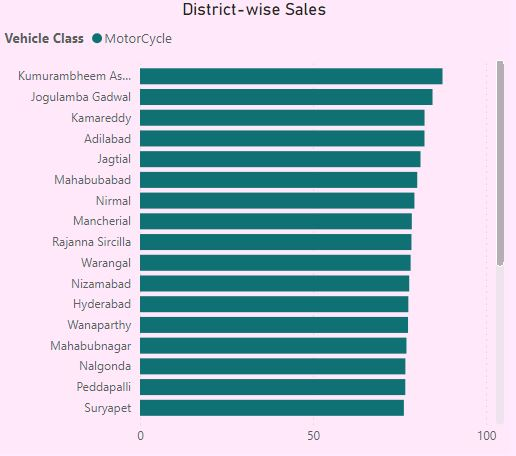 District-wise Sales
Vehicle Class MotorCycle
Kumurambheem As...
Jogulamba Gadwal
Kamareddy
Adilabad
Jagtial
Mahabubabad
Nirmal
Mancherial
Rajanna Sircilla
Warangal
Nizamabad
Hyderabad
Wanaparthy
Mahabubnagar
Nalgonda
Peddapalli
Suryapet
0 50 100